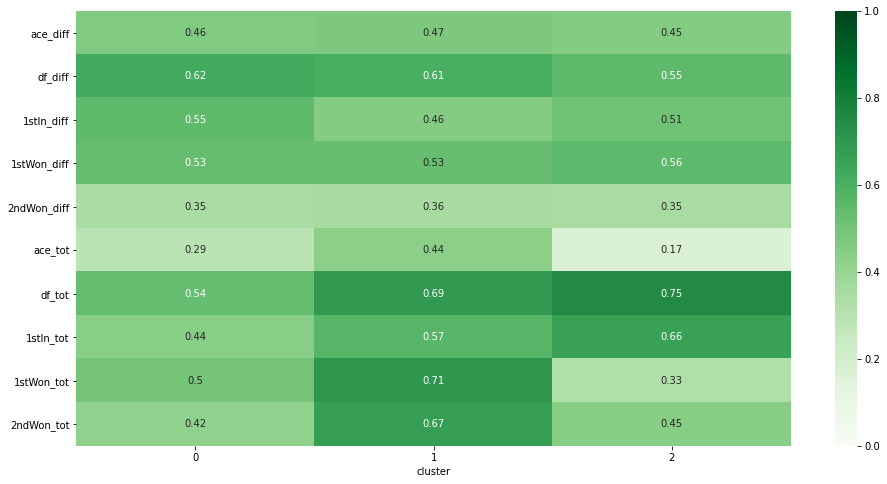 ace_diff 0.46 0.47 0.45
df_diff 0.62 0.61 0.55
1stIn_diff 0.55 0.46 0.51
1stWon_diff 0.53 0.53 0.56
2ndWon_diff 0.35 0.36 0.35
ace_tot 0.29 0.44 0.17
df_tot 0.54 0.69 0.75
1stIn_tot 0.44 0.57 0.66
1stWon_tot 0.5 0.71 0.33
2ndWon_tot 0.42 0.67 0.45
0 1 2
cluster
1.0
0.8
0.6
0.4
0.2
0.0